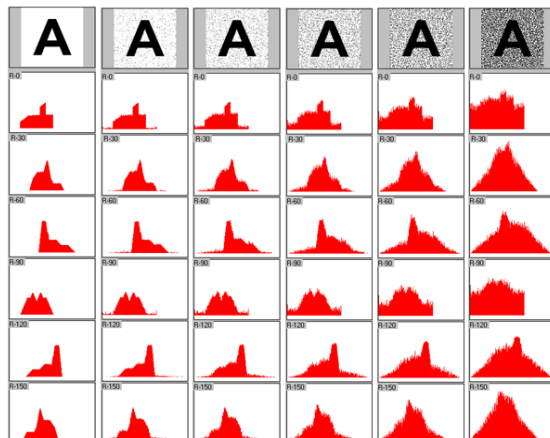 A A A A A A
R-0 R-0 R-0 R-0 R-0 R-0
R-30 R-30 R-30 R-30 R-30 R-30
R-60 R-60 R-60 R-60 R-60 R-60
R-90 R-90 R-90 R-90 R-90 R-90
R-120 R-120 R-120 R-120 R-120 R-120
R-150 R-150 R-150 R-150 R-150 R-150